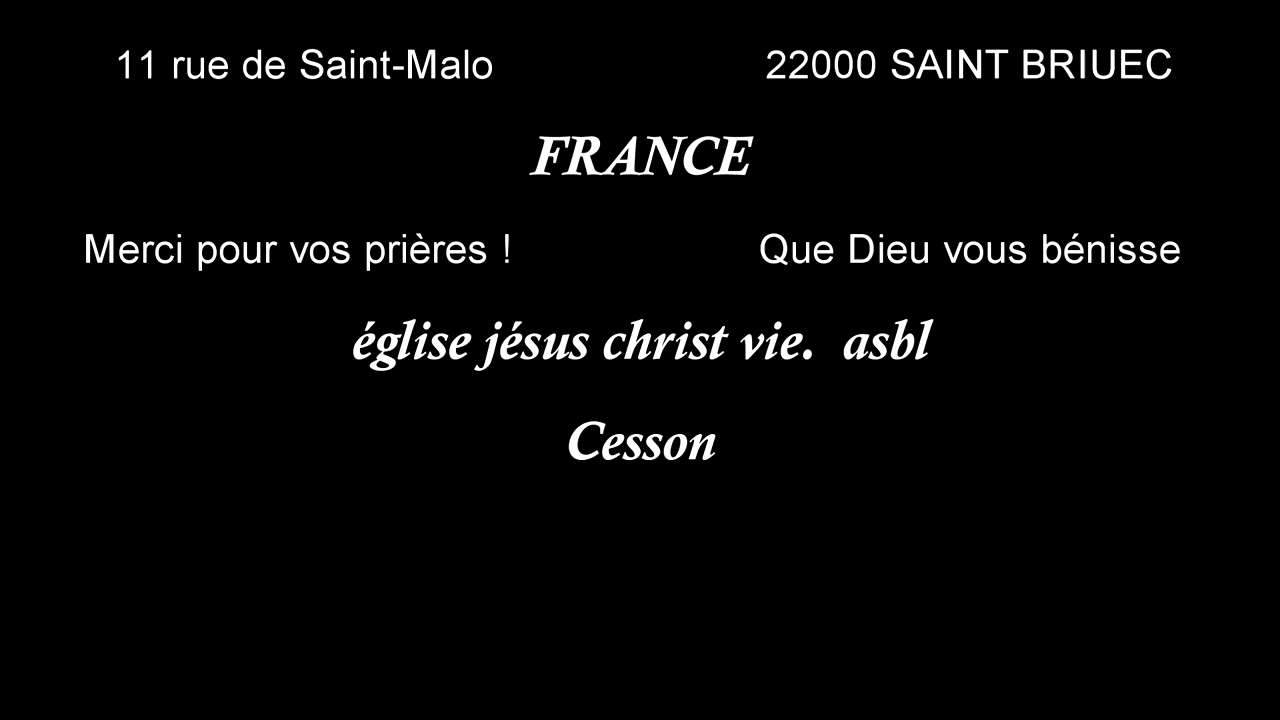 11 rue de Saint-Malo 22000 SAINT BRIUEC
FRANCE
Merci pour vos prières ! Que Dieu vous bénisse
église jésus christ vie. asbl
Cesson